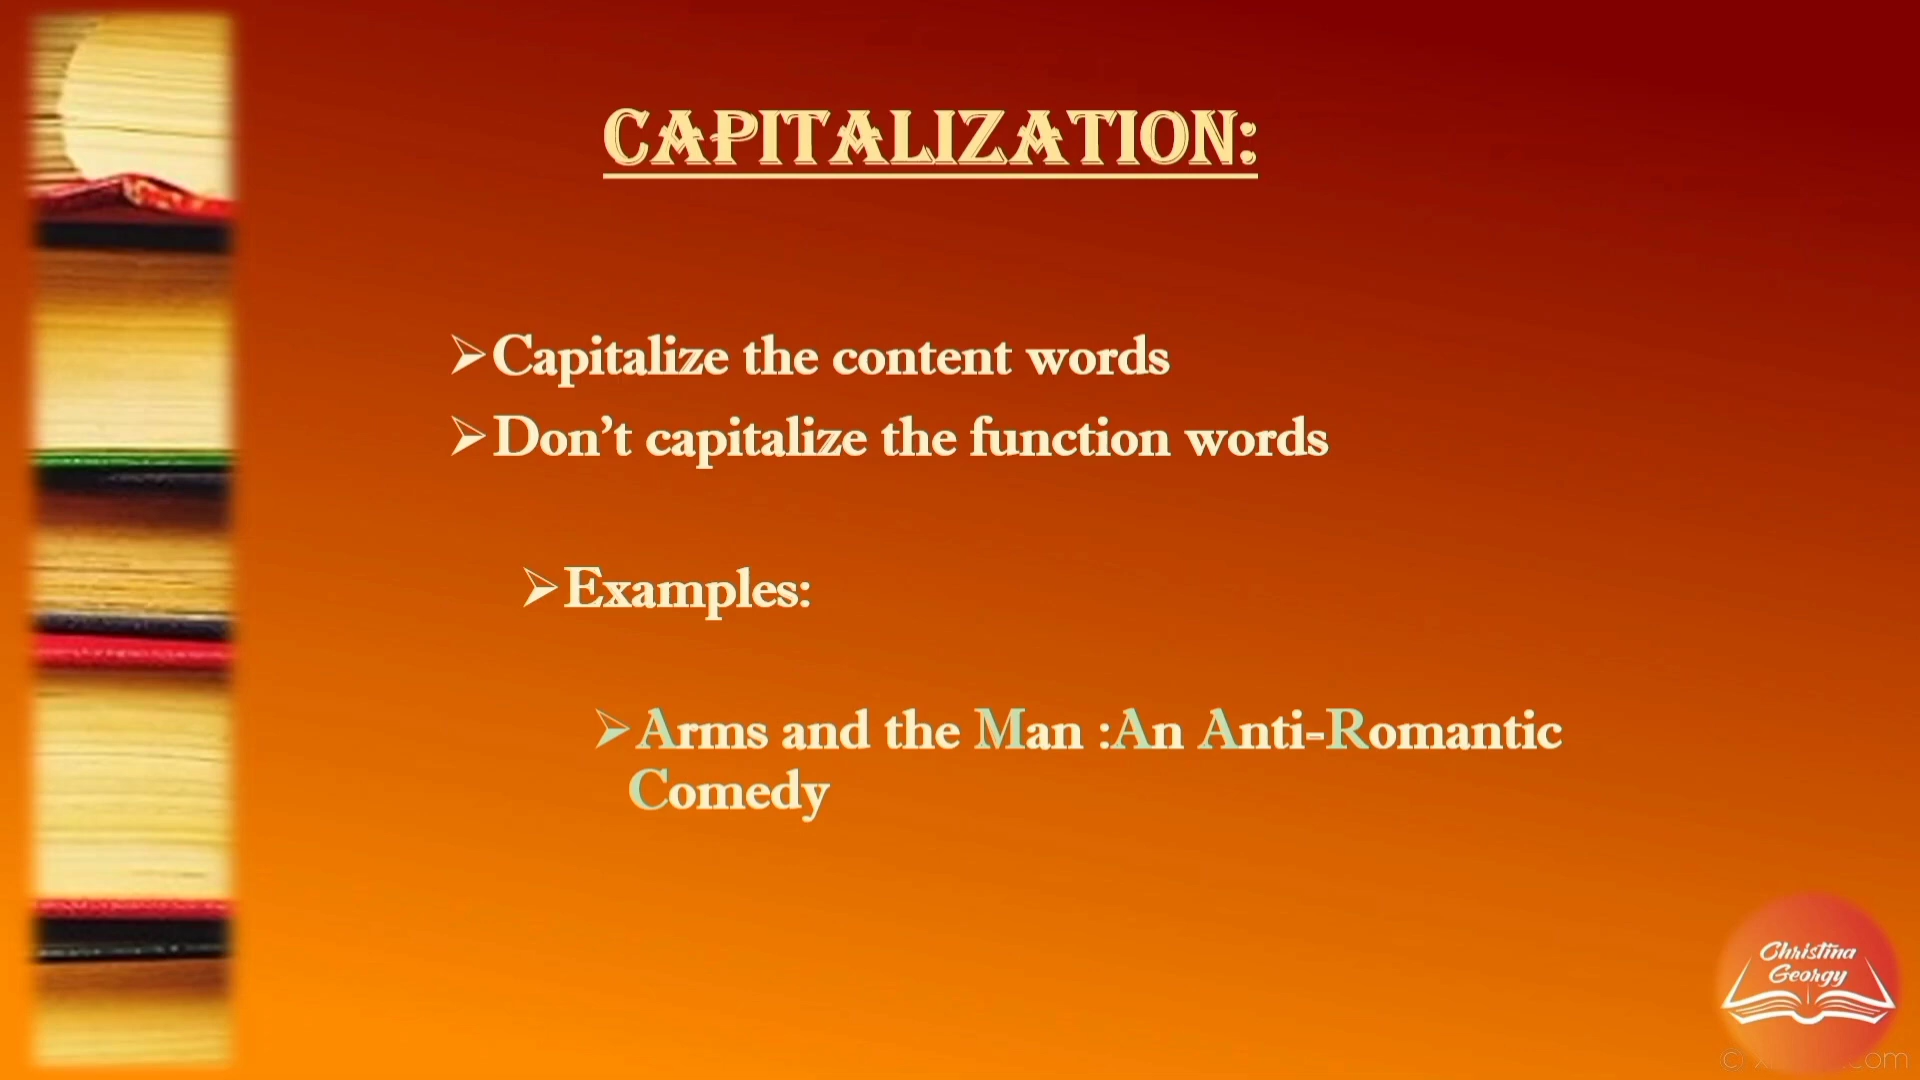 CAPITALIZATION:
➢Capitalize the content words
➢Don’t capitalize the function words
➢Examples:
➢Arms and the Man :An Anti-Romantic
Comedy
Christina
Georgy